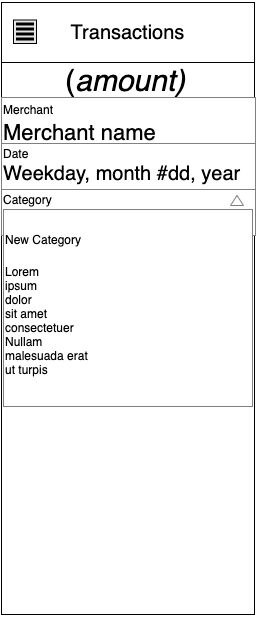 Transactions
(amount)
Merchant
Merchant name
Date
Weekday, month #dd, year
Category
New Category
Lorem
ipsum
dolor
sit amet
consectetuer
Nullam
malesuada erat
ut turpis